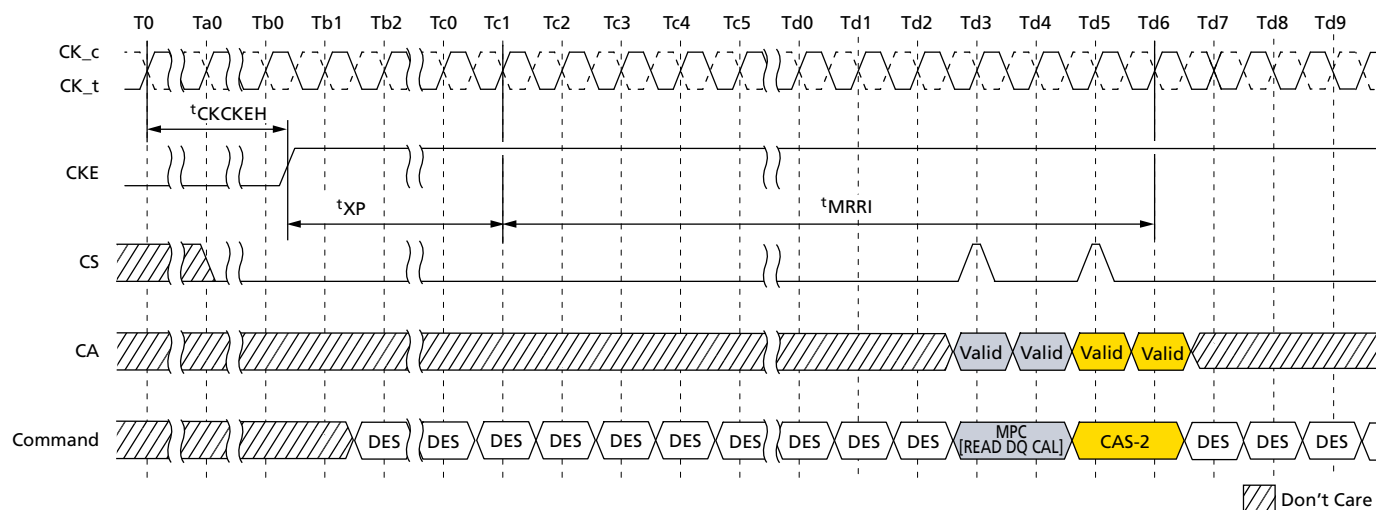 T0 Ta0 Tb0 Tb1 Tb2 Tc0 Tc1 Tc2 Tc3 Tc4 Tc5 Td0 Td1 Td2 Td3 Td4 Td5 Td6 Td7 Td8 Td9
CK_c
CK_t
tCKCKEH
CKE
tXP tMRRI
CS
CA Valid Valid Valid Valid
Command DES DES DES DES DES DES DES DES DES DES MPC [READ DQ CAL] CAS-2 DES DES DES
Don't Care